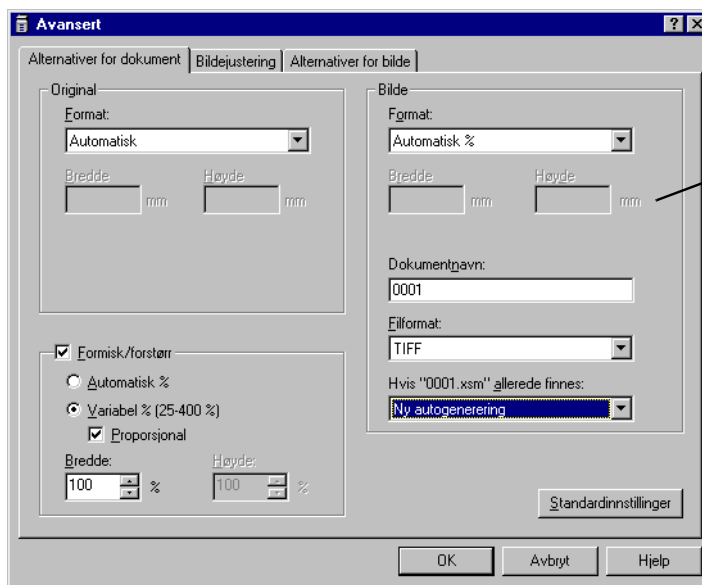 Avansert
Alternativer for dokument Bildejustering Alternativer for bilde
Original
Format:
Automatisk
Bredde Høyde
mm mm
Formisk/forstørr
Automatisk %
Variabel % (25-400 %)
Proporsjonal
Bredde: Høyde:
100 % 100 %
Bilde
Format:
Automatisk %
Bredde Høyde
mm mm
Dokumentnavn:
0001
Filformat:
TIFF
Hvis "0001.xsm" allerede finnes:
Ny autogenerering
Standardinnstillinger
OK Avbryt Hjelp